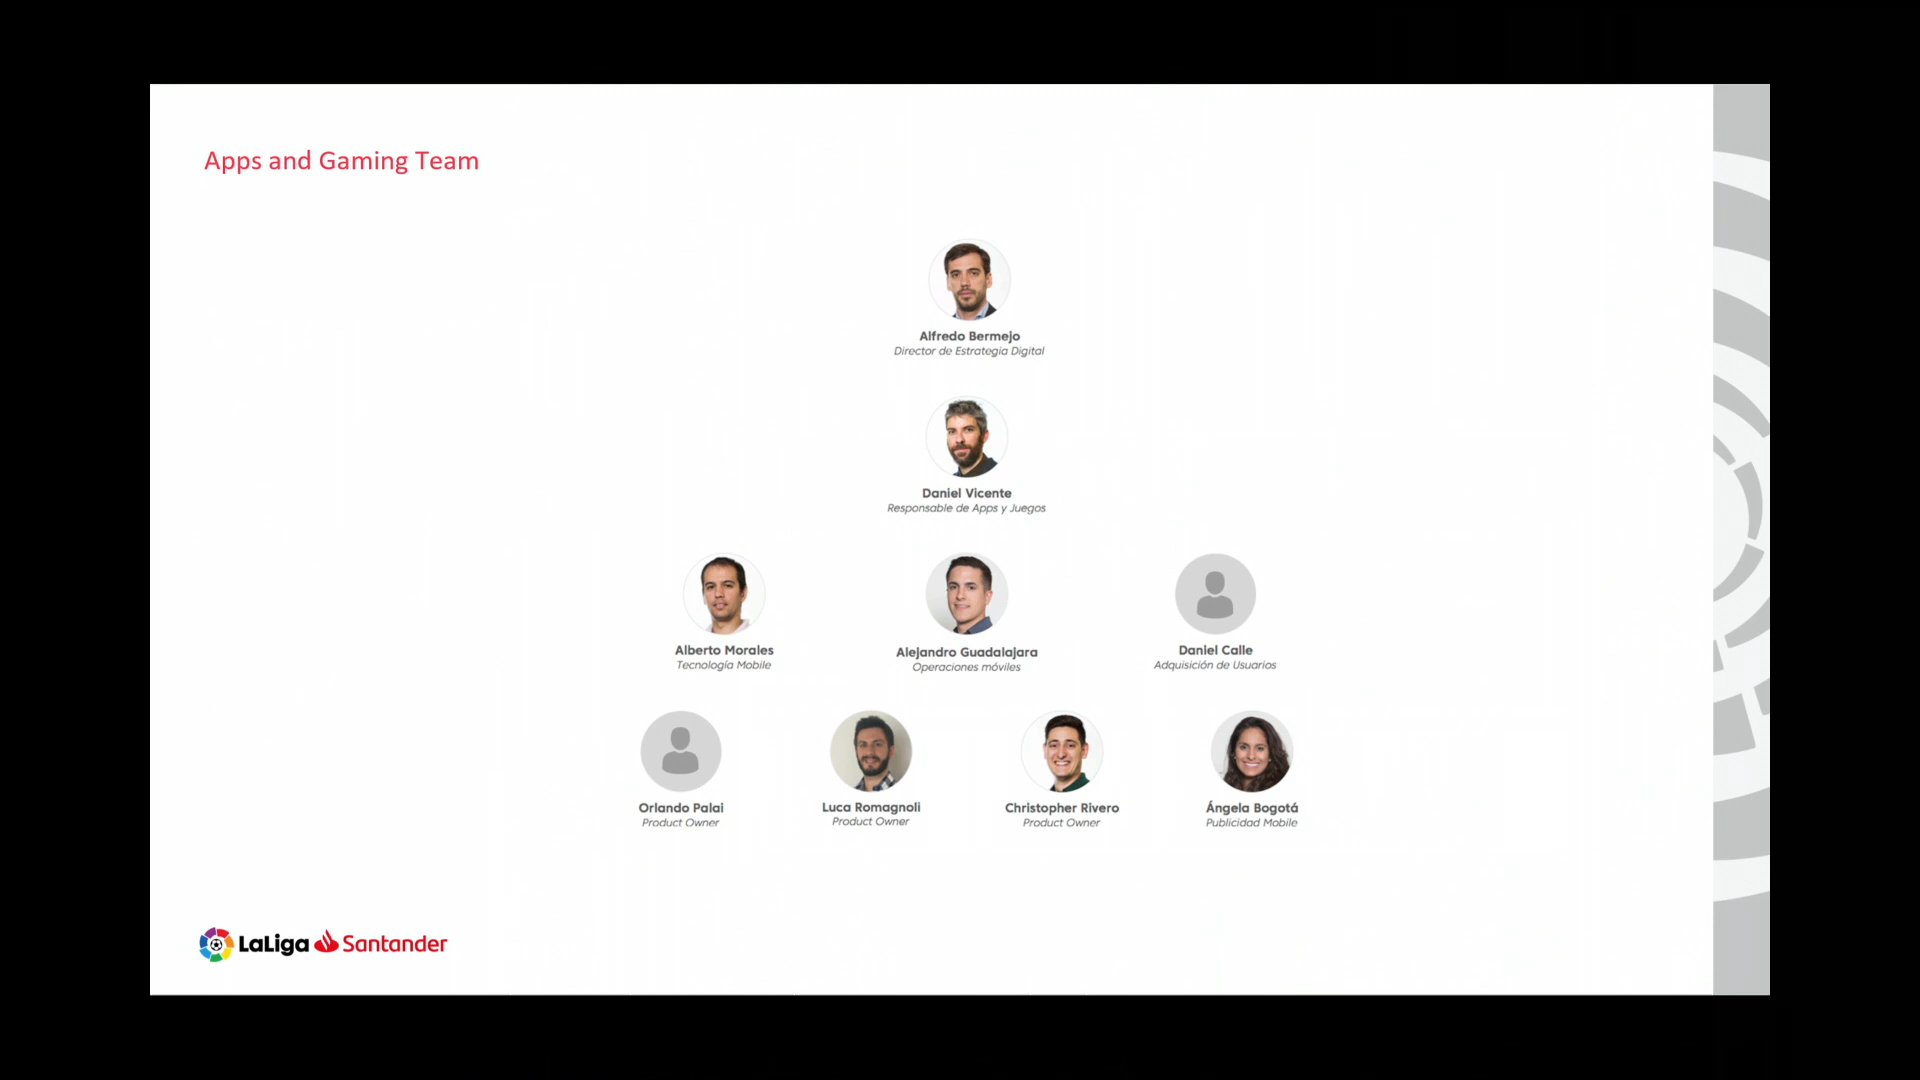 Apps and Gaming Team
Alfredo Bermejo
Director de Estrategia Digital
Daniel Vicente
Responsable de Apps y Juegos
Alberto Morales
Tecnología Mobile
Alejandro Guadalajara
Operaciones móviles
Daniel Calle
Adquisición de Usuarios
Orlando Palai
Product Owner
Luca Romagnoli
Product Owner
Christopher Rivero
Product Owner
Ángela Bogotá
Publicidad Mobile
LaLiga Santander